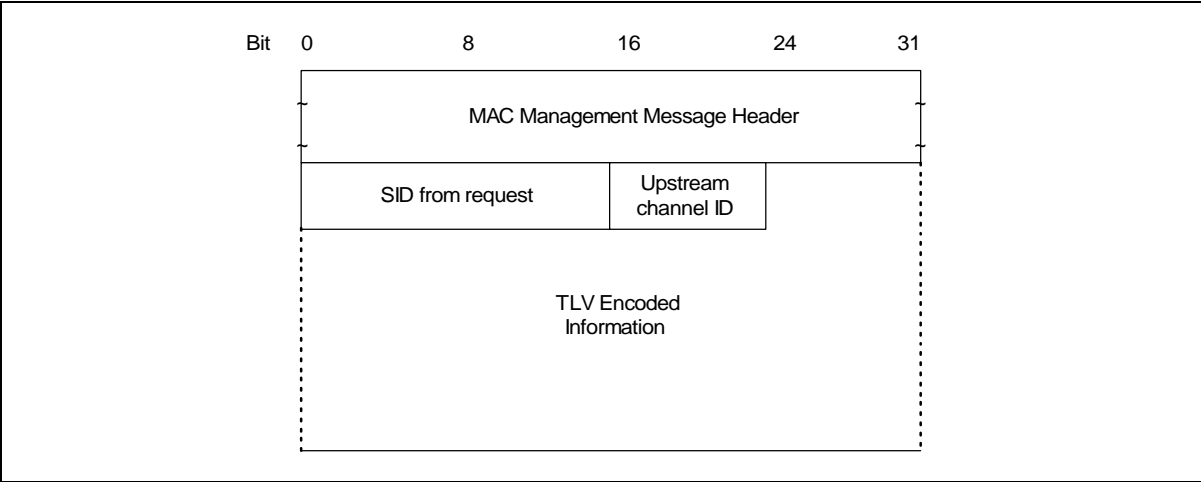 Bit 0 8 16 24 31
~ ~
MAC Management Message Header
~ ~
SID from request
Upstream
channel ID
TLV Encoded
Information